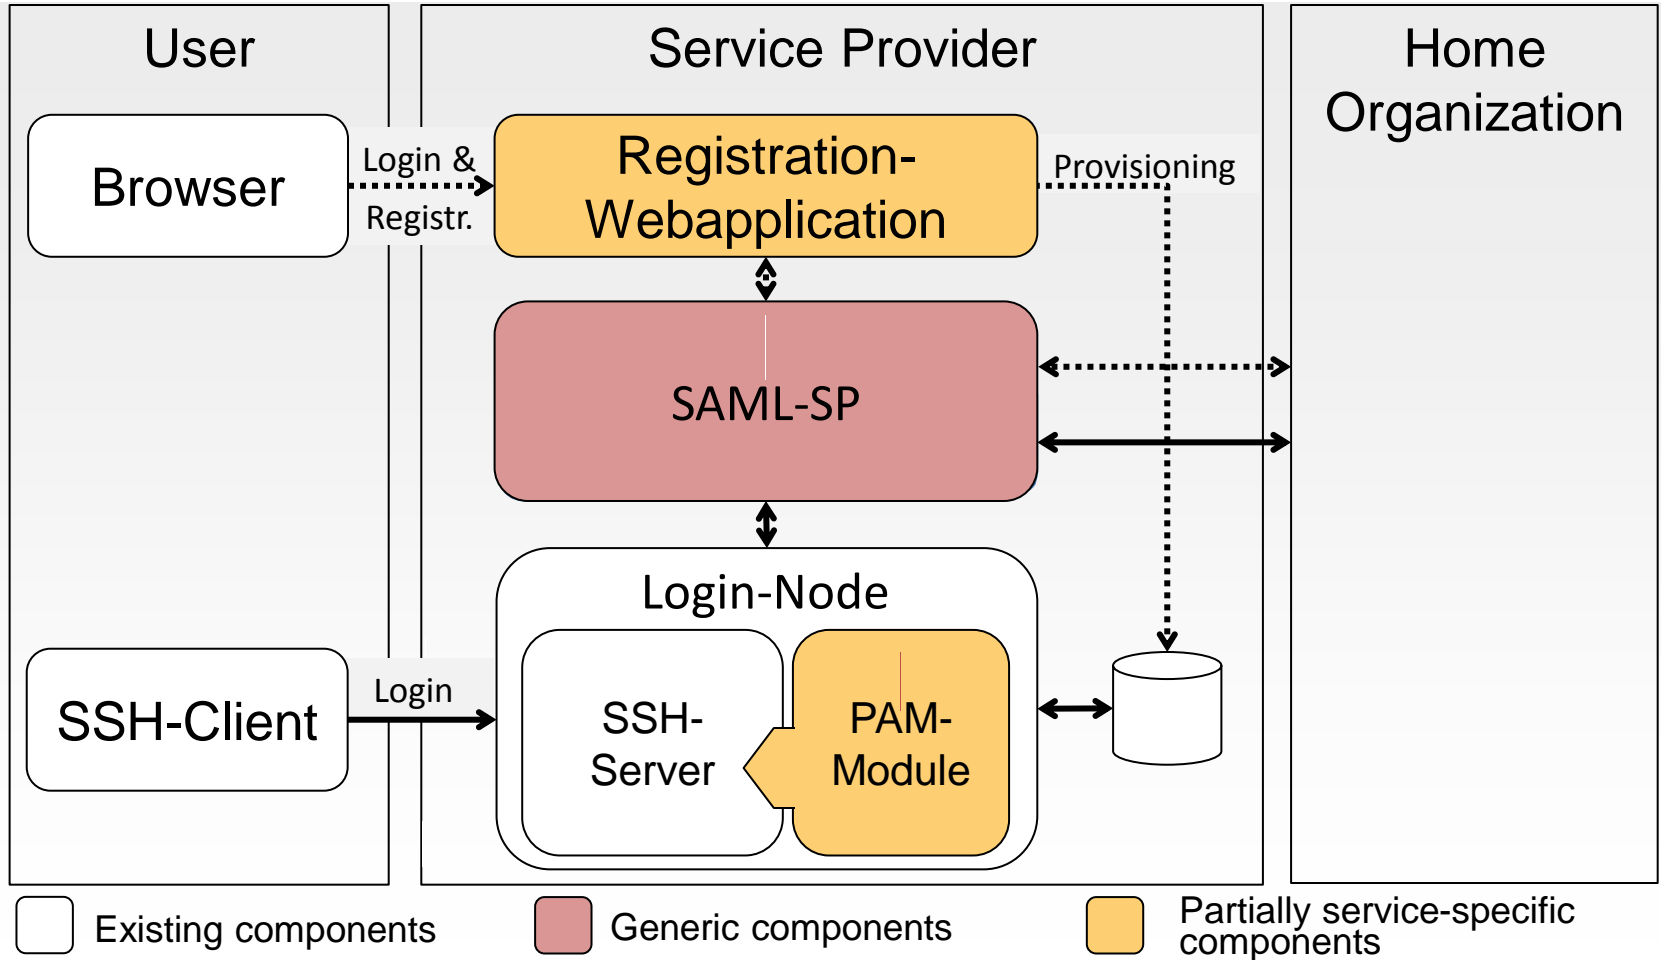 User
Service Provider
Home
Organization
Browser
Login &
Registr.
Registration-
Webapplication
Provisioning
SAML-SP
Login-Node
SSH-Client
Login
SSH-
Server
PAM-
Module
Existing components
Generic components
Partially service-specific
components